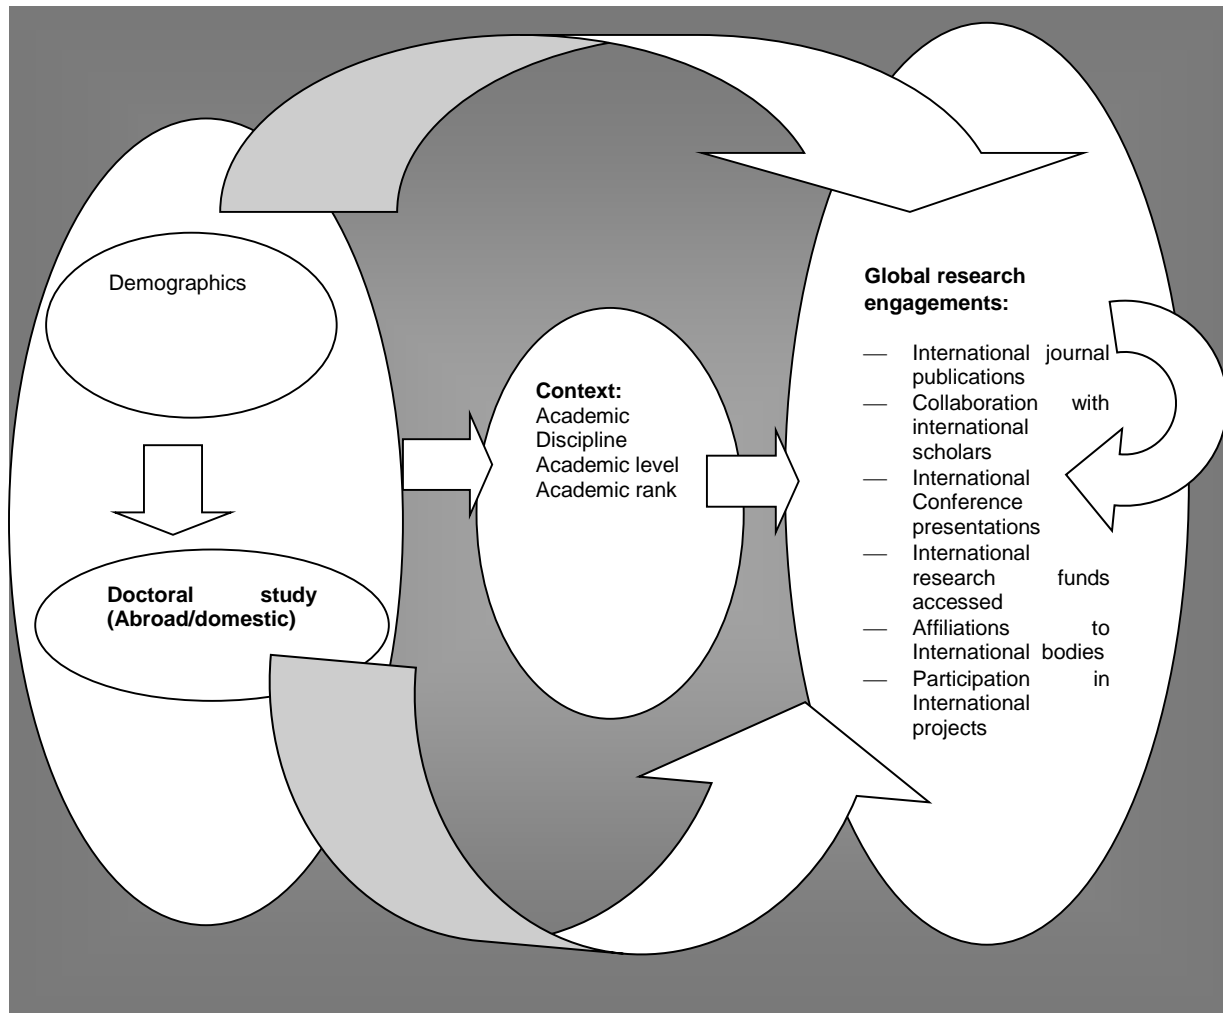 Demographics
Doctoral study
(Abroad/domestic)
Context:
Academic
Discipline
Academic level
Academic rank
Global research
engagements:
— International journal
publications
— Collaboration with
international
scholars
— International
Conference
presentations
— International
research funds
accessed
— Affiliations to
International bodies
— Participation in
International
projects